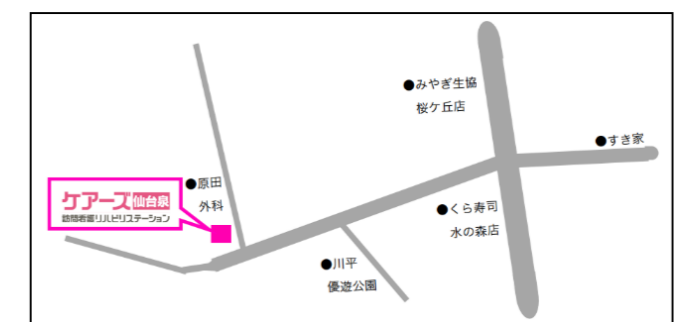 ●みやぎ生協
桜ケ丘店
●すき家
●原田
外科
ケアーズ仙台泉
訪問看護リハビリステーション
●くら寿司
水の森店
●川平
優遊公園